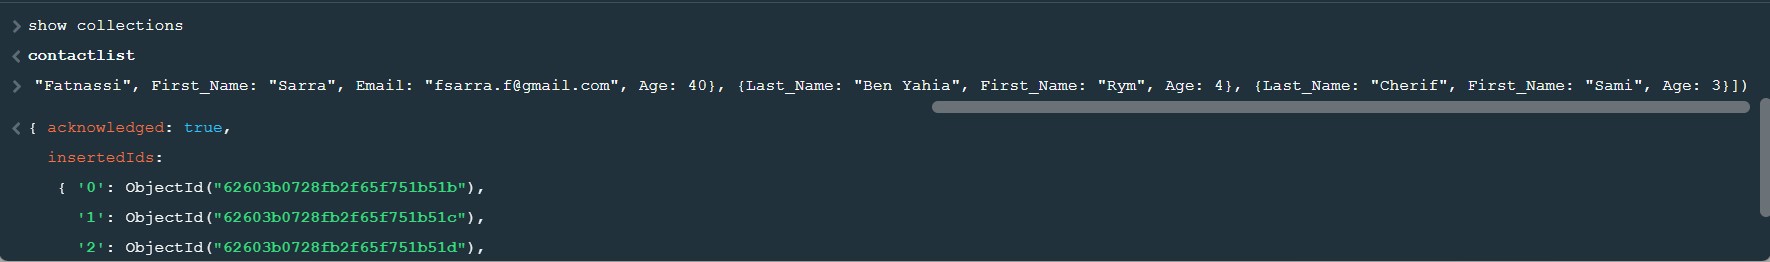 > show collections
< contactlist
> "Fatnassi", First_Name: "Sarra", Email: "fsarra.f@gmail.com", Age: 40}, {Last_Name: "Ben Yahia", First_Name: "Rym", Age: 4}, {Last_Name: "Cherif", First_Name: "Sami", Age: 3}])
< { acknowledged: true,
insertedIds:
{ '0': ObjectId("62603b0728fb2f65f751b51b"),
'1': ObjectId("62603b0728fb2f65f751b51c"),
'2': ObjectId("62603b0728fb2f65f751b51d"),